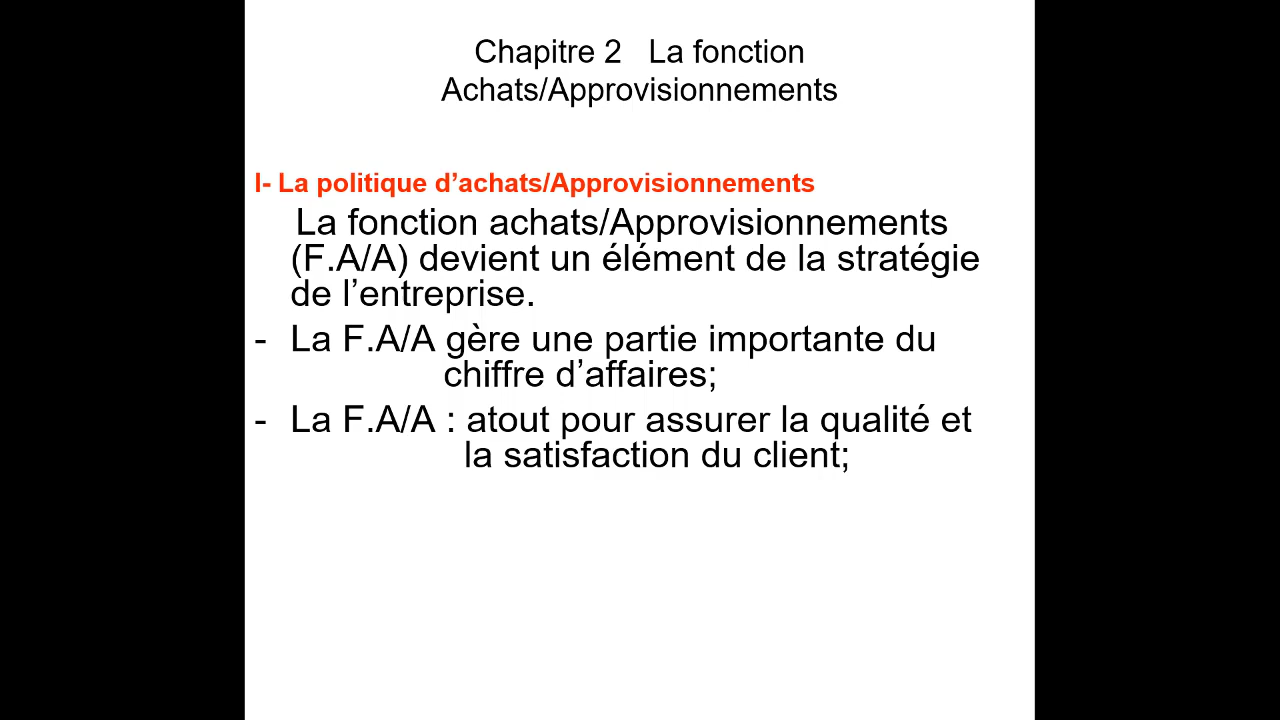 Chapitre 2   La fonction
Achats/Approvisionnements
I- La politique d’achats/Approvisionnements
La fonction achats/Approvisionnements
(F.A/A) devient un élément de la stratégie
de l’entreprise.
- La F.A/A gère une partie importante du
chiffre d’affaires;
- La F.A/A : atout pour assurer la qualité et
la satisfaction du client;